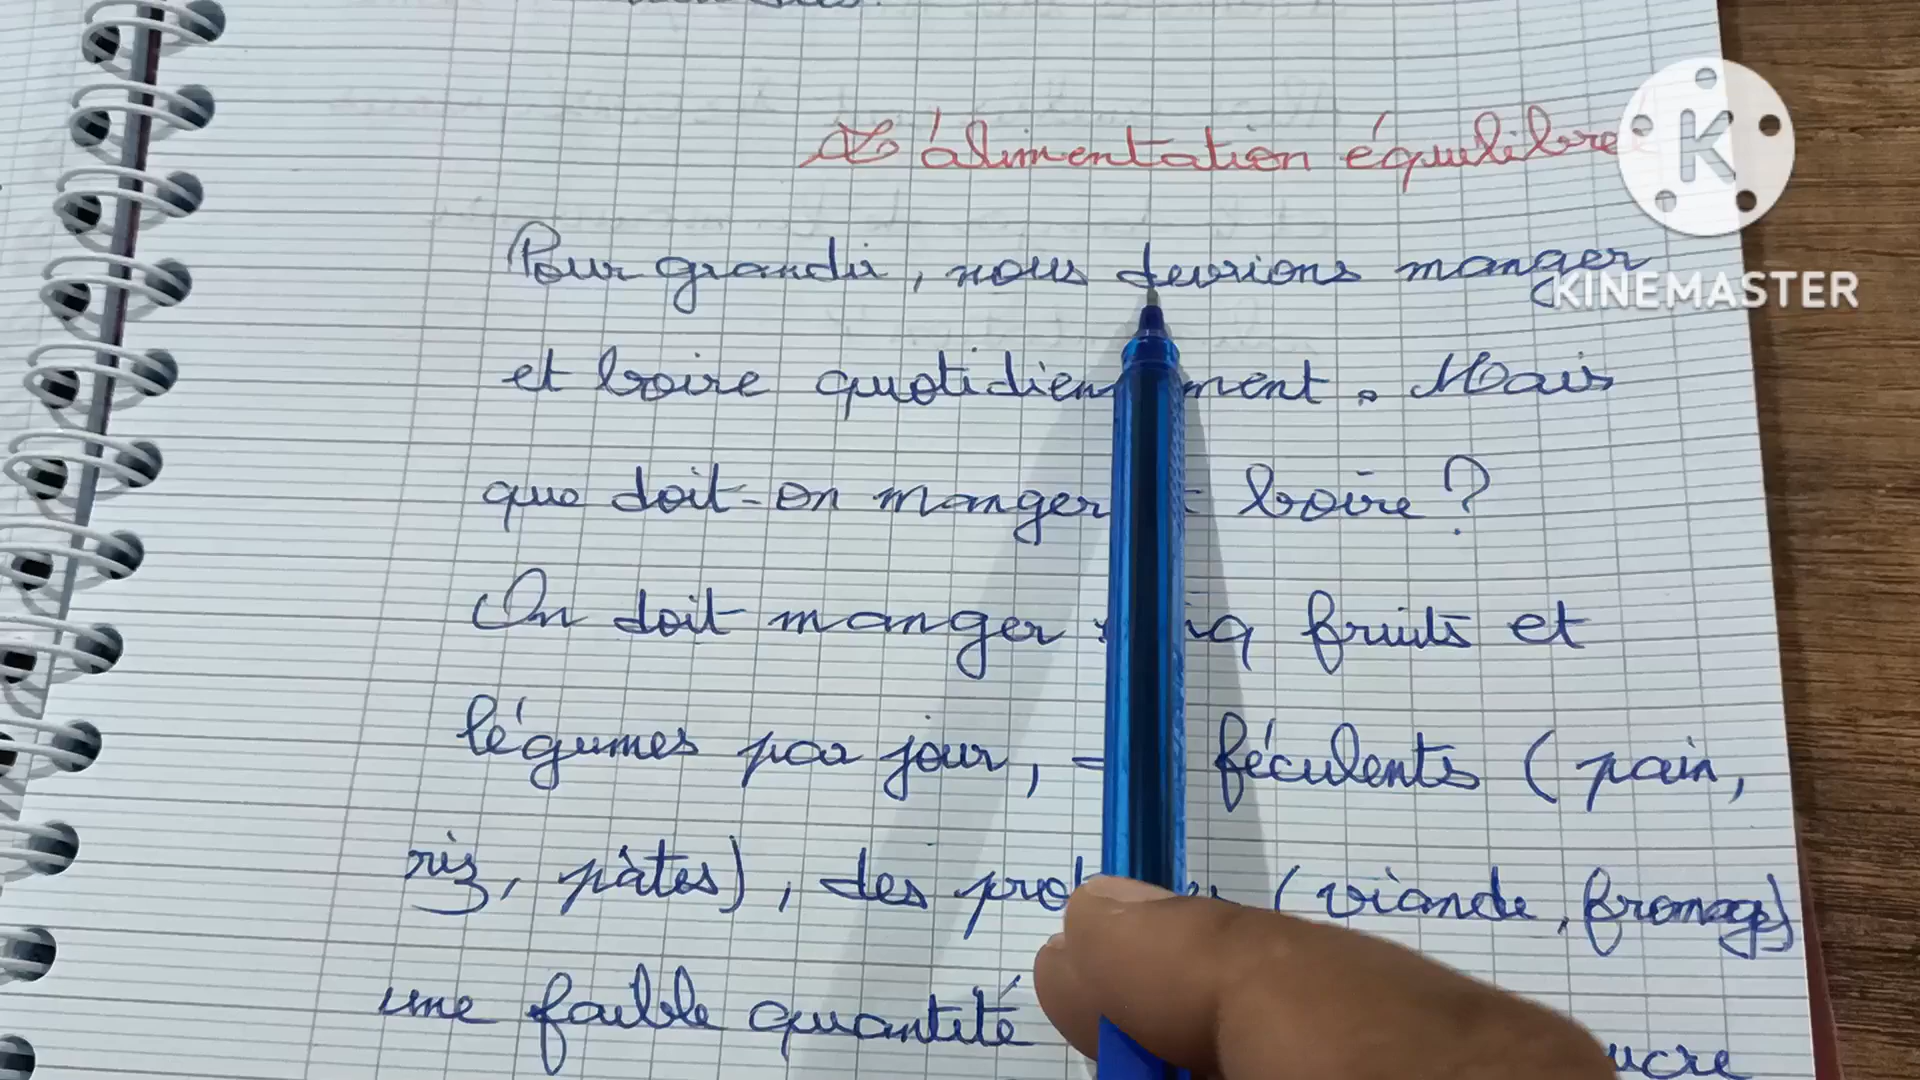 L'alimentation équilibre
Pour grandir, nous devrions manger
et boire quotidiennement. Mais
que doit-on manger boire ?
On doit manger fruits et
légumes par jour, féculents (pain,
riz, pâtes), des (viande, fromage)
une faible quantité
KINEMASTER